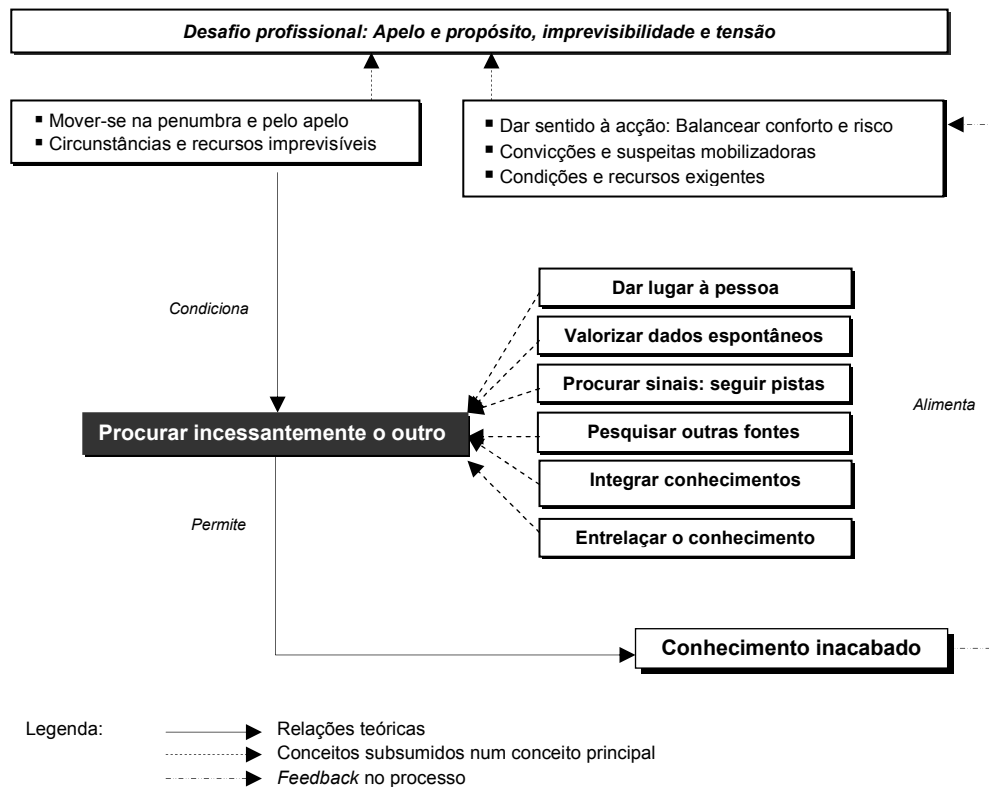 Desafio profissional: Apelo e propósito, imprevisibilidade e tensão
▪ Mover-se na penumbra e pelo apelo
▪ Circunstâncias e recursos imprevisíveis
▪ Dar sentido à acção: Balancear conforto e risco
▪ Convicções e suspeitas mobilizadoras
▪ Condições e recursos exigentes
Condiciona
Dar lugar à pessoa
Valorizar dados espontâneos
Procurar sinais: seguir pistas
Alimenta
Procurar incessantemente o outro
Pesquisar outras fontes
Integrar conhecimentos
Permite
Entrelaçar o conhecimento
Conhecimento inacabado
Legenda:
Relações teóricas
Conceitos subsumidos num conceito principal
Feedback no processo